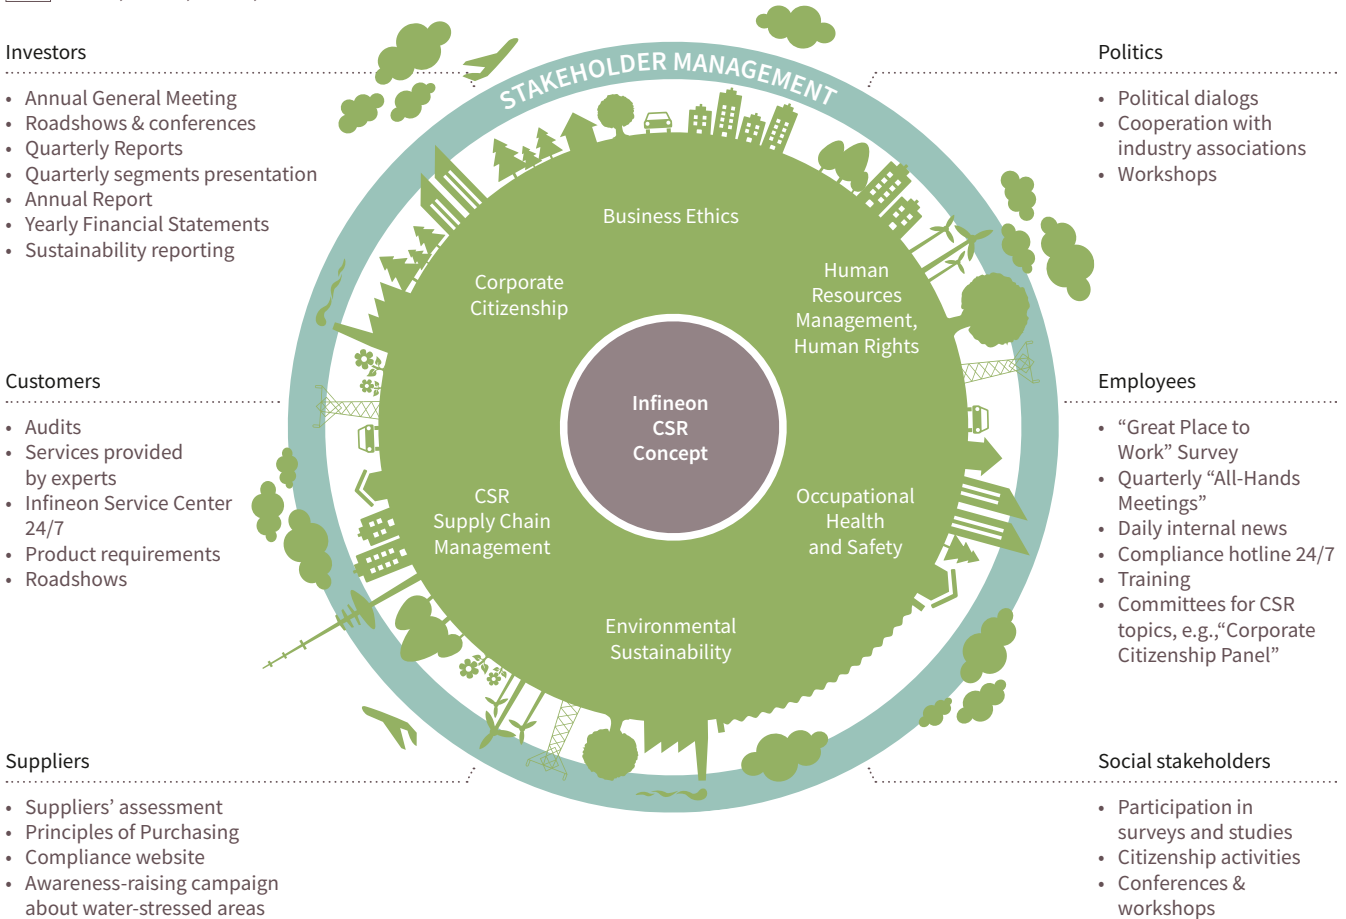 Investors
• Annual General Meeting
• Roadshows & conferences
• Quarterly Reports
• Quarterly segments presentation
• Annual Report
• Yearly Financial Statements
• Sustainability reporting
Customers
• Audits
• Services provided
by experts
• Infineon Service Center
24/7
• Product requirements
• Roadshows
Suppliers
• Suppliers’ assessment
• Principles of Purchasing
• Compliance website
• Awareness-raising campaign
about water-stressed areas
STAKEHOLDER MANAGEMENT
Business Ethics
Corporate
Citizenship
Human
Resources
Management,
Human Rights
Infineon
CSR
Concept
CSR
Supply Chain
Management
Occupational
Health
and Safety
Environmental
Sustainability
Politics
• Political dialogs
• Cooperation with
industry associations
• Workshops
Employees
• “Great Place to
Work” Survey
• Quarterly “All-Hands
Meetings”
• Daily internal news
• Compliance hotline 24/7
• Training
• Committees for CSR
topics, e.g.,“Corporate
Citizenship Panel”
Social stakeholders
• Participation in
surveys and studies
• Citizenship activities
• Conferences &
workshops